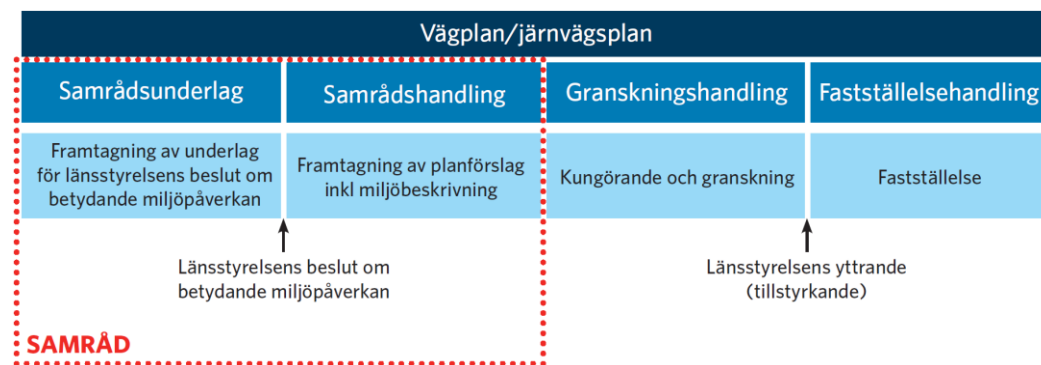 Vägplan/järnvägsplan
Samrådsunderlag
Samrådshandling
Granskningshandling
Fastställelsehandling
Framtagning av underlag
för länsstyrelsens beslut om
betydande miljöpåverkan
Framtagning av planförslag
inkl miljöbeskrivning
Kungörande och granskning
Fastställelse
Länsstyrelsens beslut om
betydande miljöpåverkan
Länsstyrelsens yttrande
(tillstyrkande)
SAMRÅD